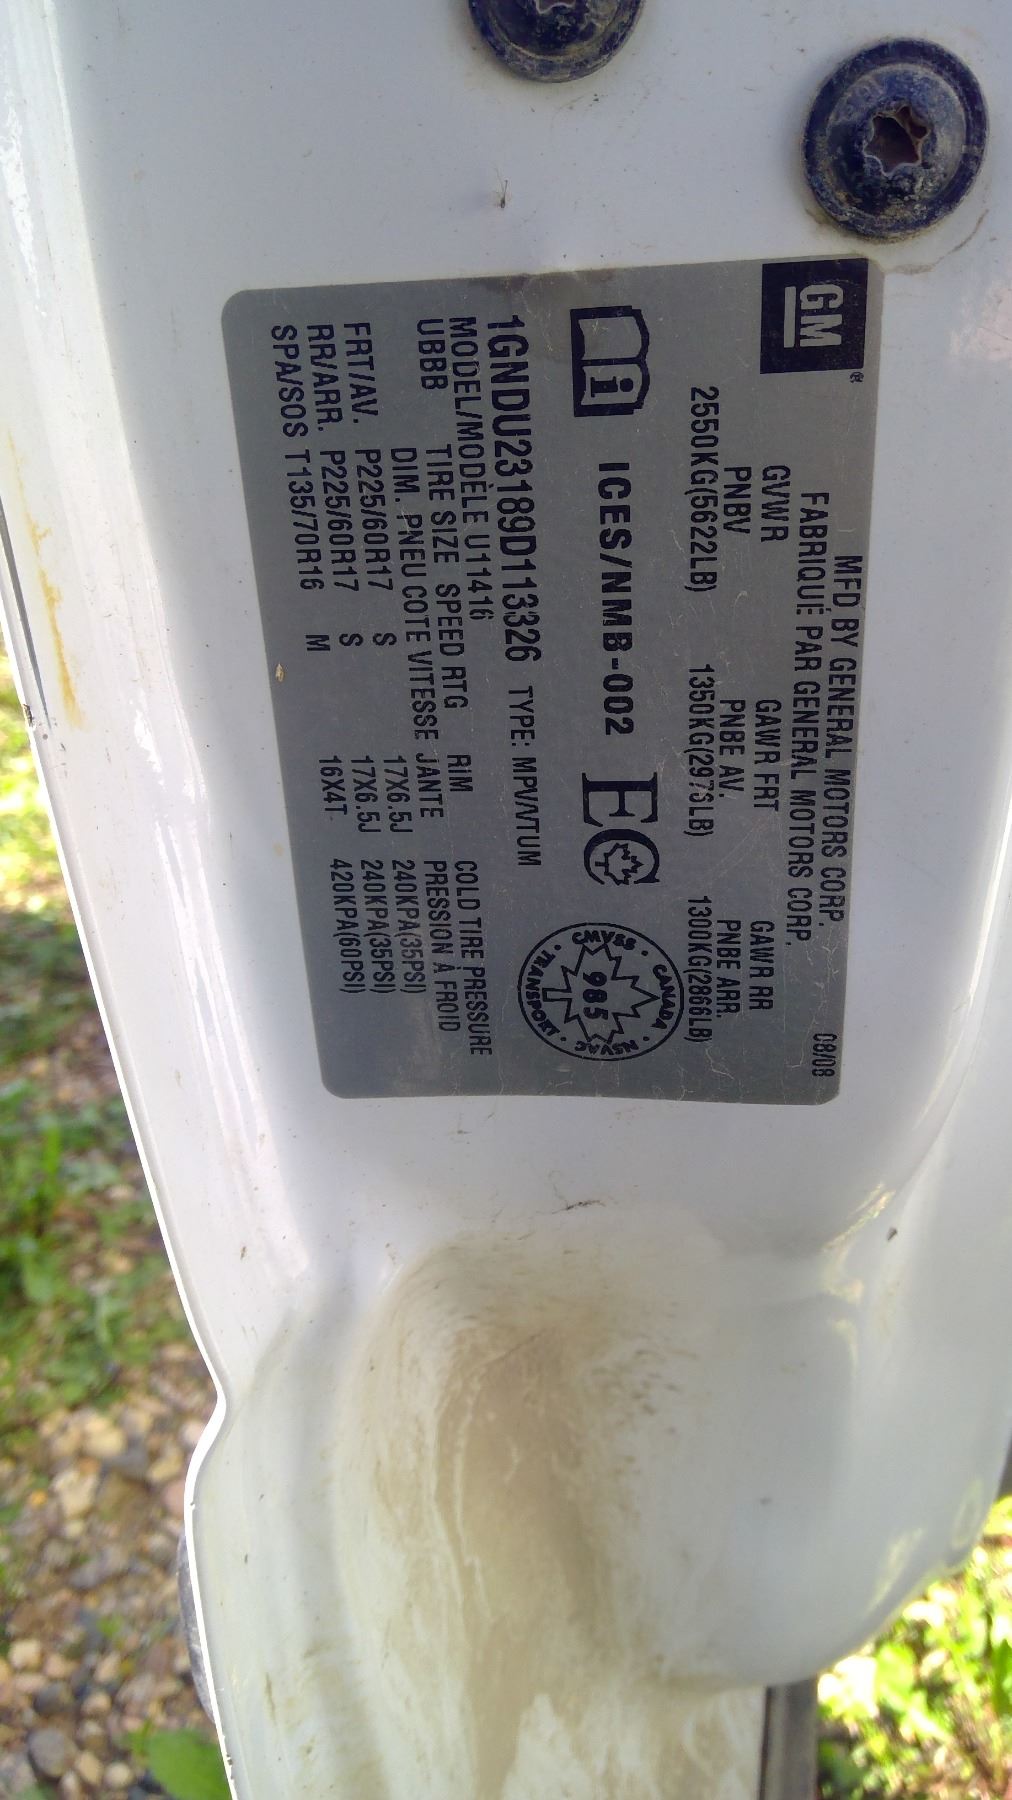 GM®
MFD BY GENERAL MOTORS CORP. 08/08
FABRIQUÉ PAR GENERAL MOTORS CORP.
GVWR GAWR FRT GAWR RR
PNBV PNBE AV. PNBE ARR.
2550KG(5622LB) 1350KG(2976LB) 1300KG(2866LB)
i ICES/NMB-002 EC
CMVSS · CANADA · NSVAC · TRANSPORT ·
985
1GNDU23189D113326 TYPE: MPV/VTUM
MODEL/MODÈLE U11416
UBBB TIRE SIZE SPEED RTG RIM COLD TIRE PRESSURE
DIM. PNEU COTE VITESSE JANTE PRESSION À FROID
FRT/AV. P225/60R17 S 17X6.5J 240KPA(35PSI)
RR/ARR. P225/60R17 S 17X6.5J 240KPA(35PSI)
SPA/SOS T135/70R16 M 16X4T 420KPA(60PSI)